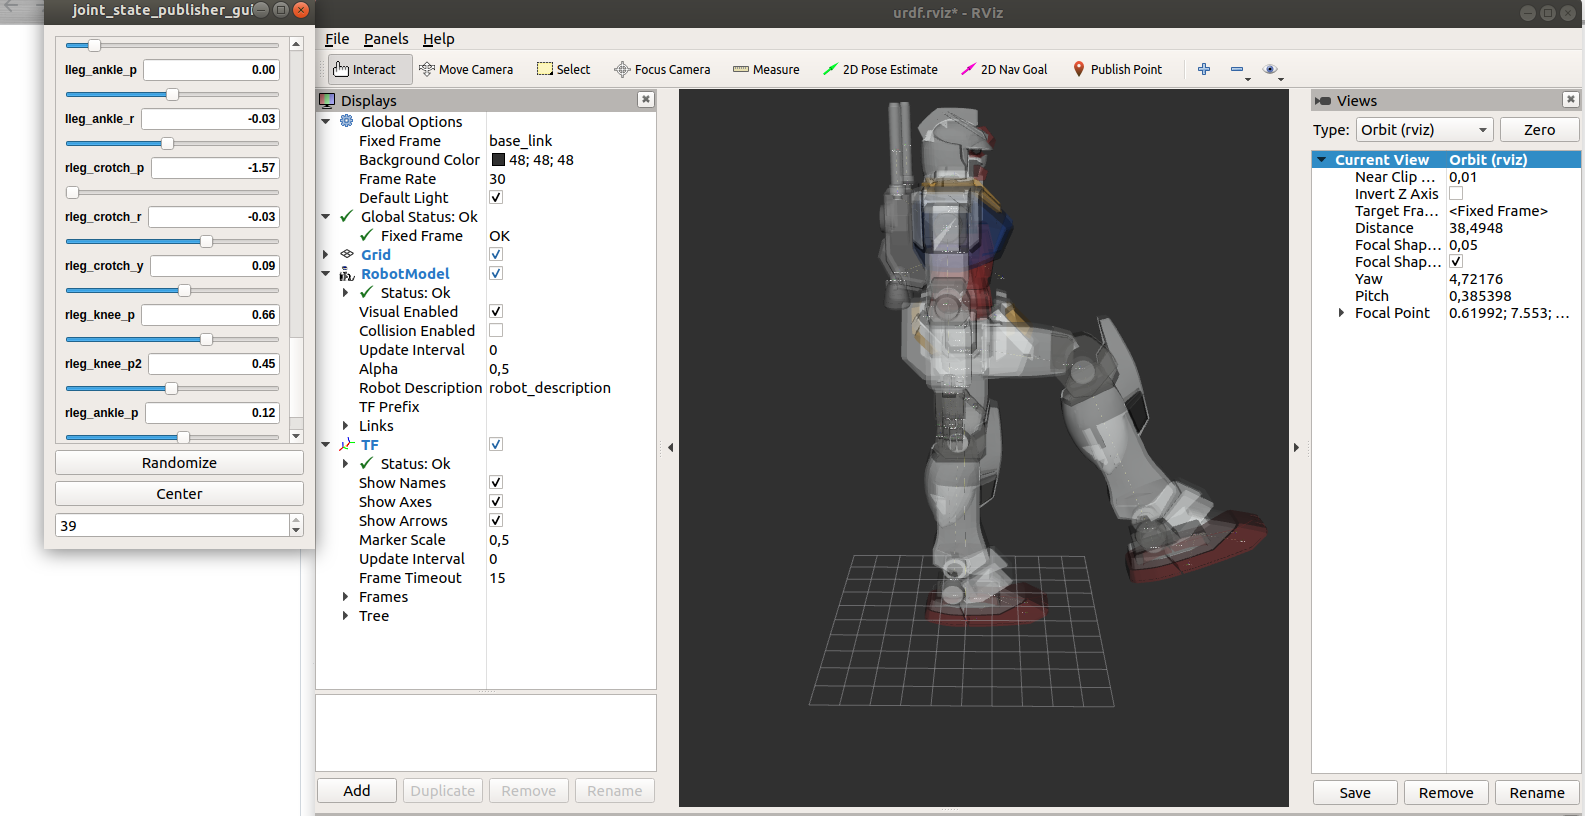 joint_state_publisher_gui
lleg_ankle_p 0.00
lleg_ankle_r -0.03
rleg_crotch_p -1.57
rleg_crotch_r -0.03
rleg_crotch_y 0.09
rleg_knee_p 0.66
rleg_knee_p2 0.45
rleg_ankle_p 0.12
Randomize
Center
39
urdf.rviz* - RViz
File Panels Help
Interact Move Camera Select Focus Camera Measure 2D Pose Estimate 2D Nav Goal Publish Point
Displays
Global Options
Fixed Frame base_link
Background Color 48; 48; 48
Frame Rate 30
Default Light
Global Status: Ok
Fixed Frame OK
Grid
RobotModel
Status: Ok
Visual Enabled
Collision Enabled
Update Interval 0
Alpha 0,5
Robot Description robot_description
TF Prefix
Links
TF
Status: Ok
Show Names
Show Axes
Show Arrows
Marker Scale 0,5
Update Interval 0
Frame Timeout 15
Frames
Tree
Add Duplicate Remove Rename
Views
Type: Orbit (rviz) Zero
Current View Orbit (rviz)
Near Clip ... 0,01
Invert Z Axis
Target Fra... <Fixed Frame>
Distance 38,4948
Focal Shap... 0,05
Focal Shap...
Yaw 4,72176
Pitch 0,385398
Focal Point 0.61992; 7.553; ...
Save Remove Rename